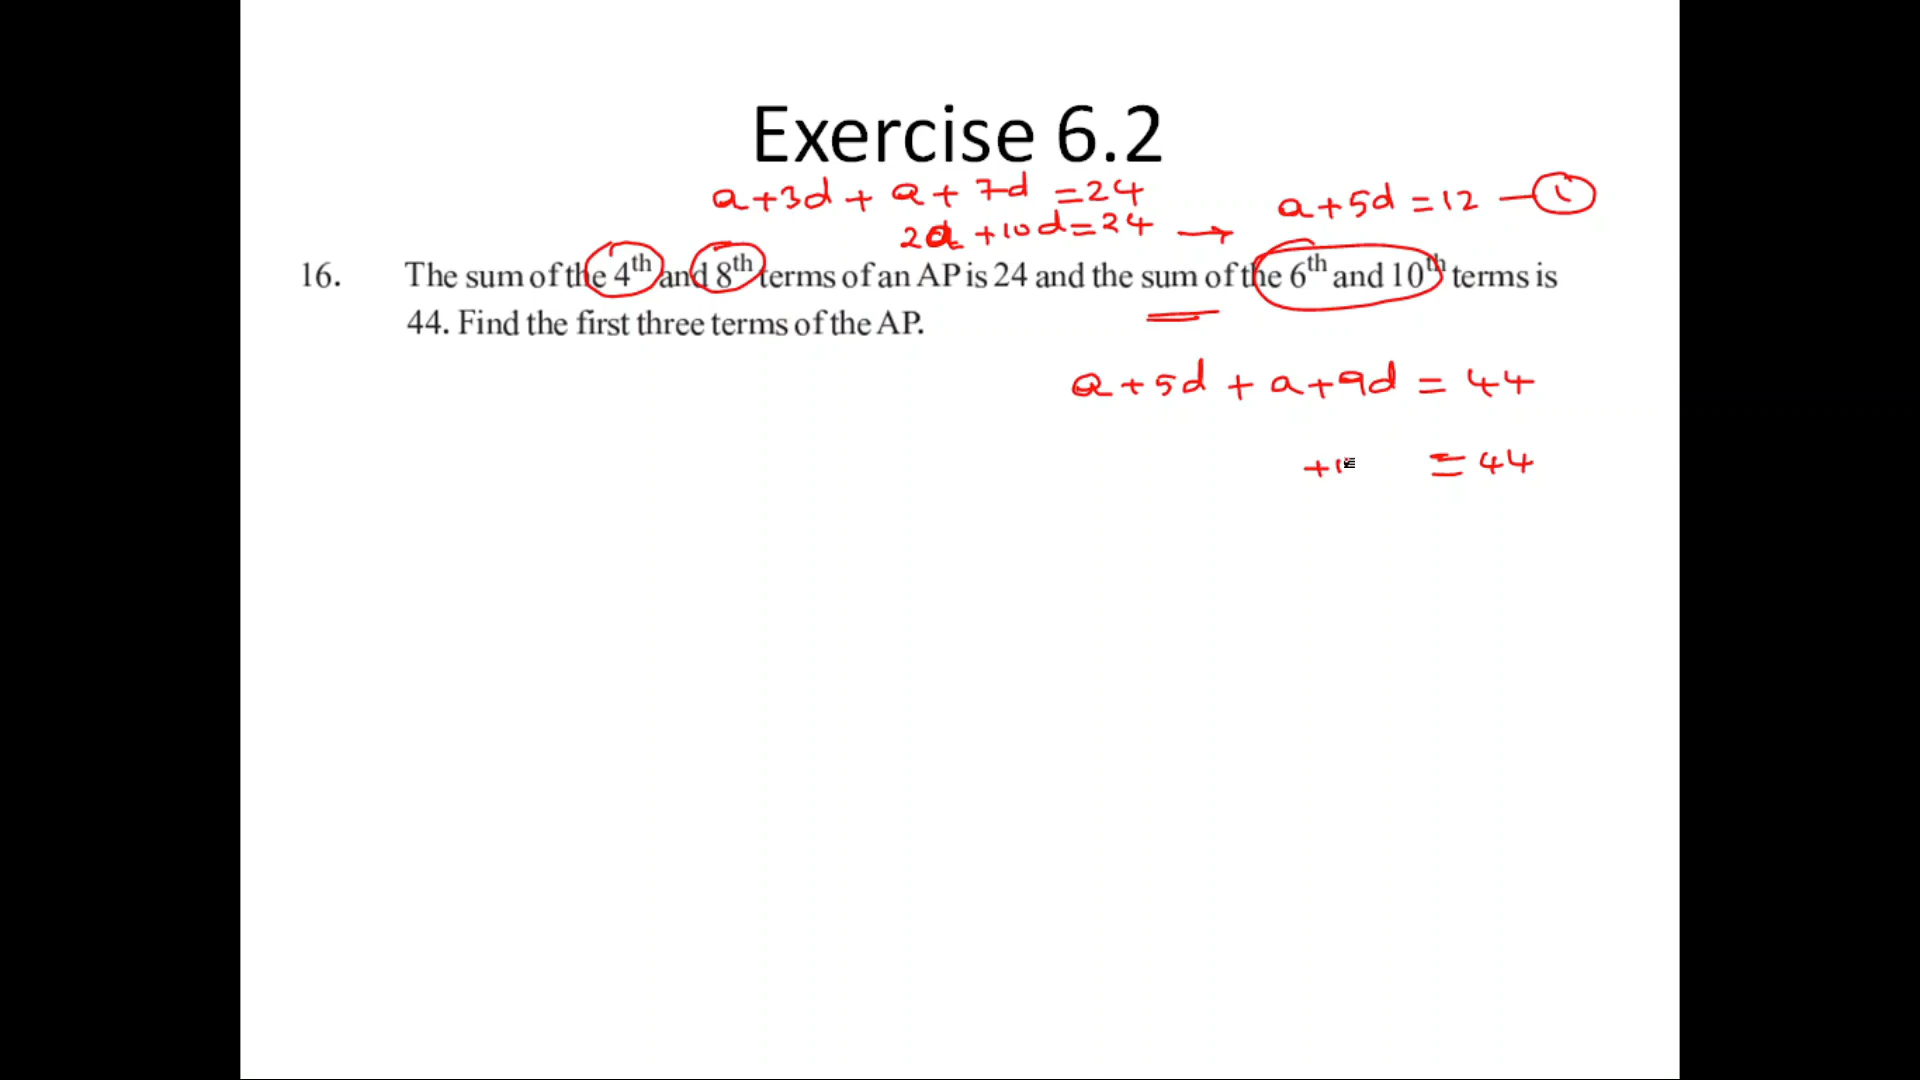 Exercise 6.2
a+3d + a + 7d = 24
2a +10d=24 → a+5d =12 —①
16. The sum of the 4th and 8th terms of an AP is 24 and the sum of the 6th and 10th terms is
44. Find the first three terms of the AP.
a+5d + a+9d = 44
+1 = 44